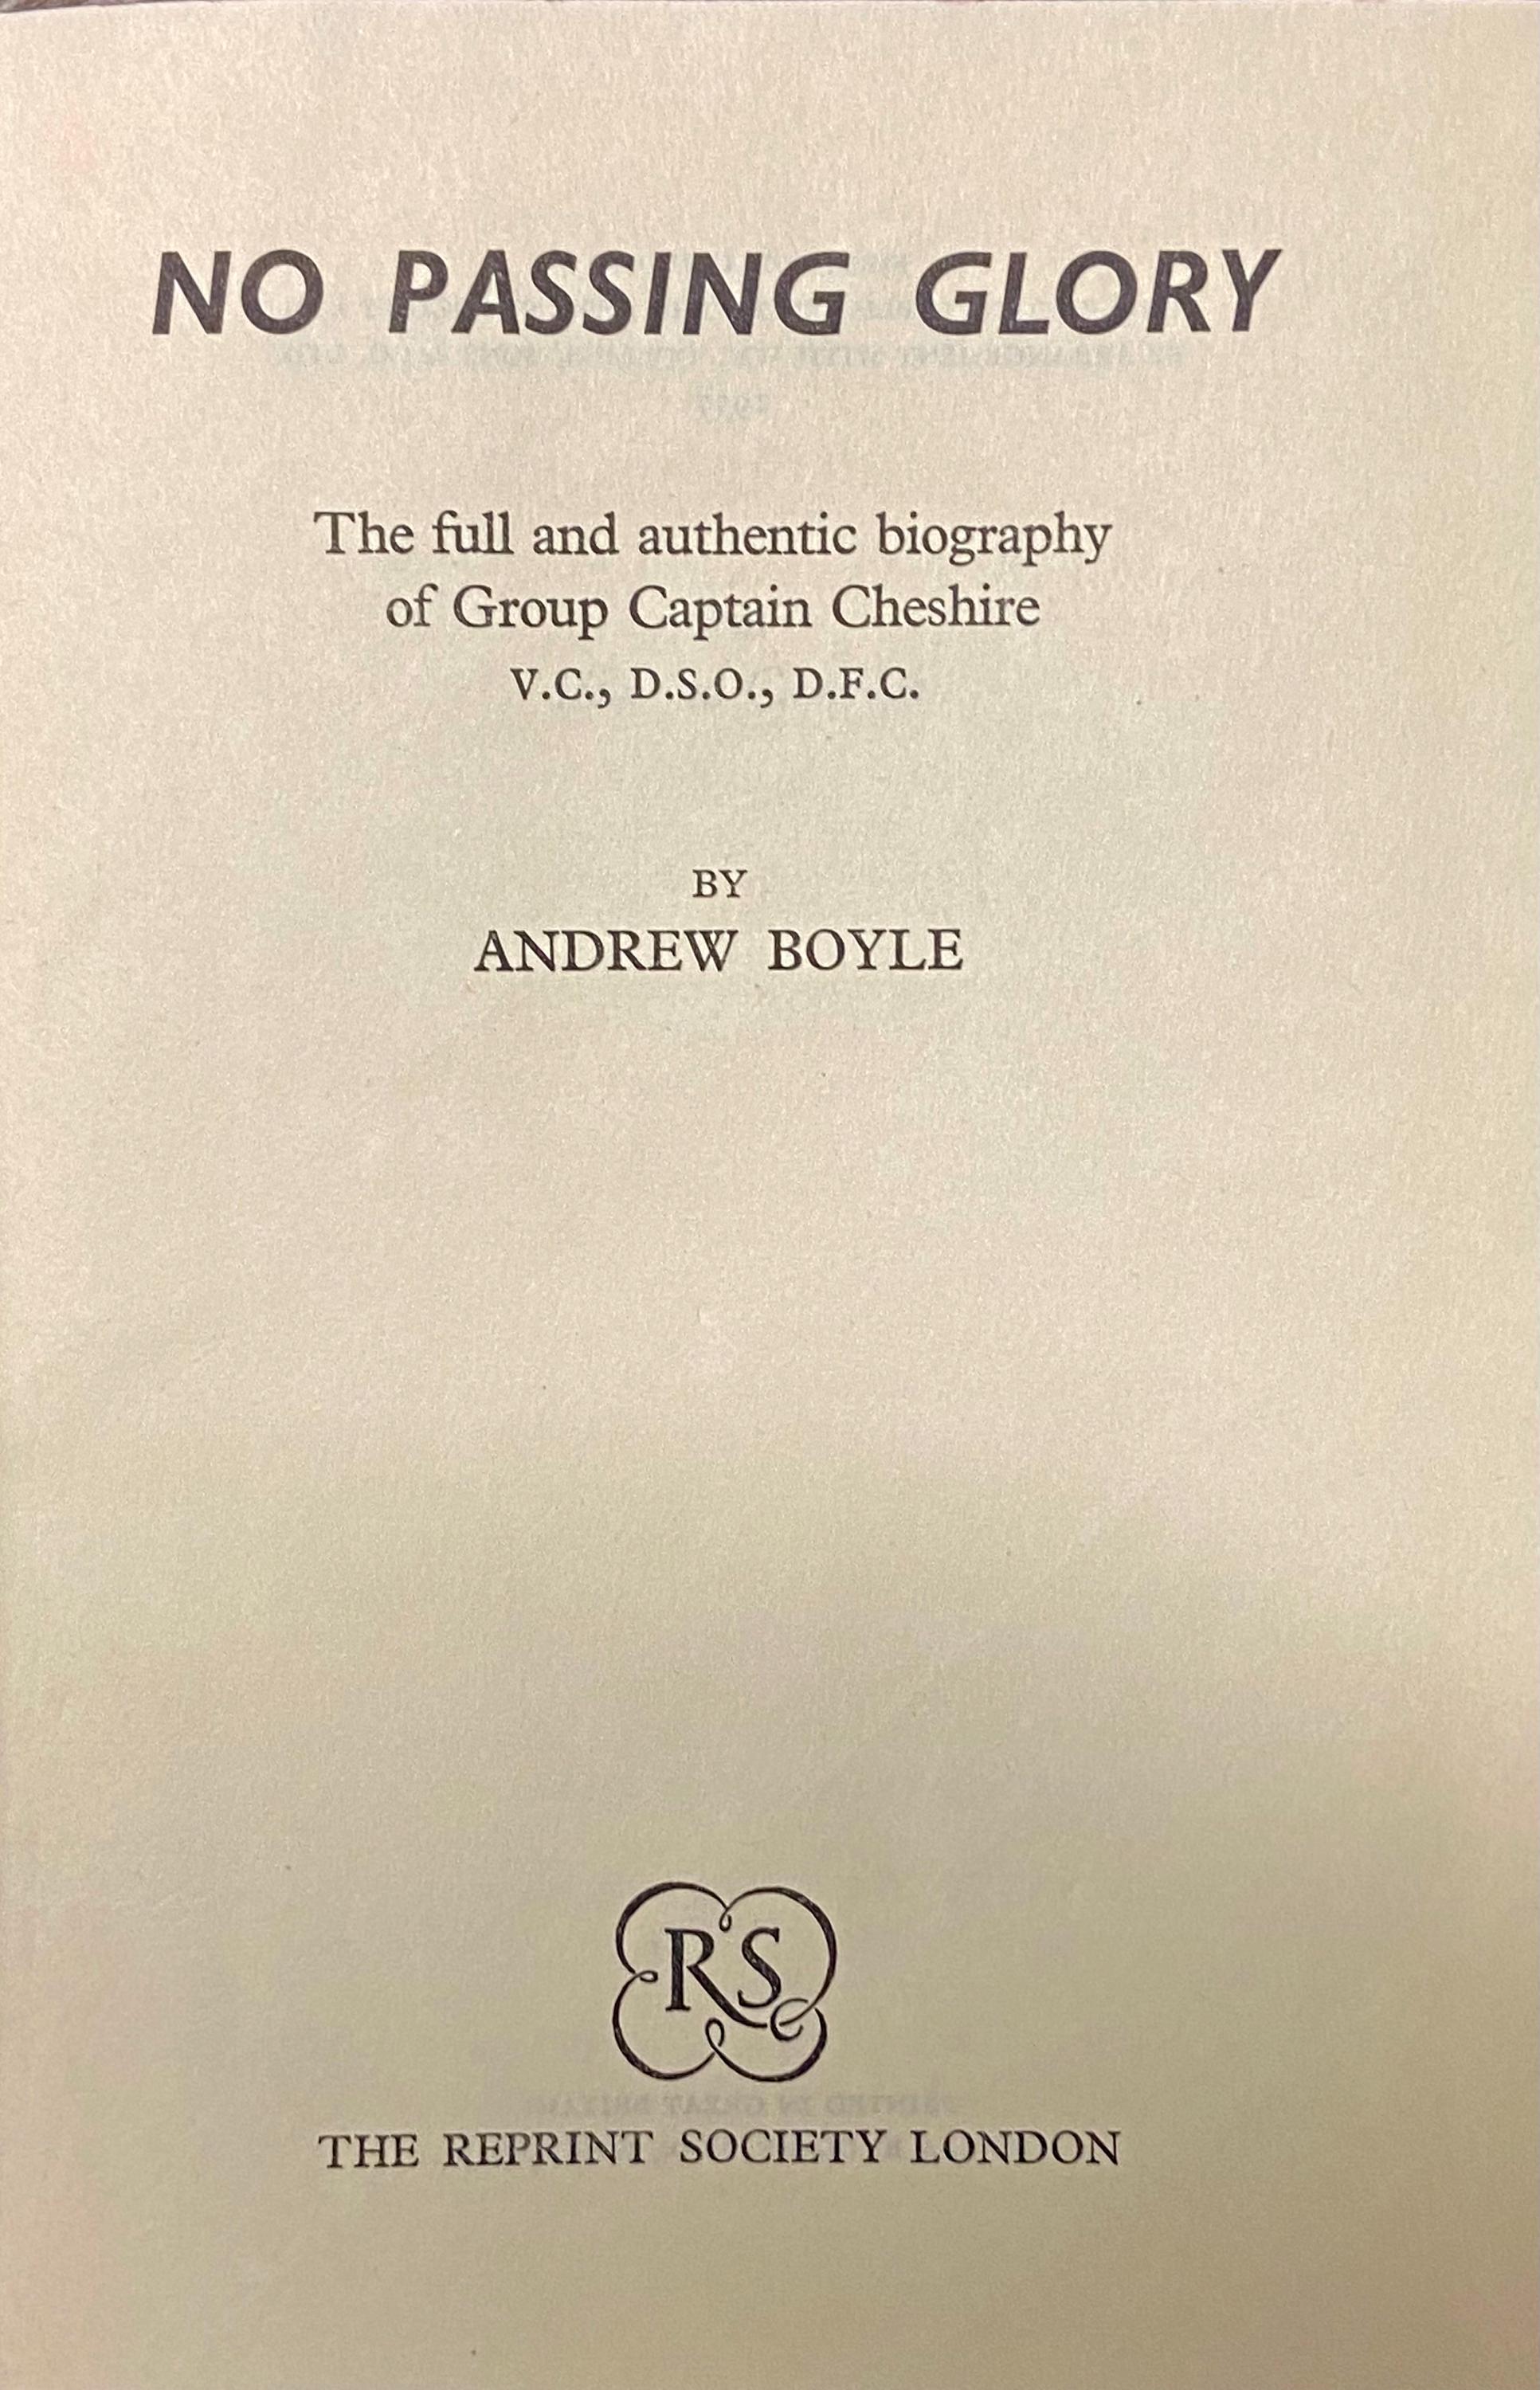 NO PASSING GLORY
The full and authentic biography
of Group Captain Cheshire
V.C., D.S.O., D.F.C.
BY
ANDREW BOYLE
RS
THE REPRINT SOCIETY LONDON